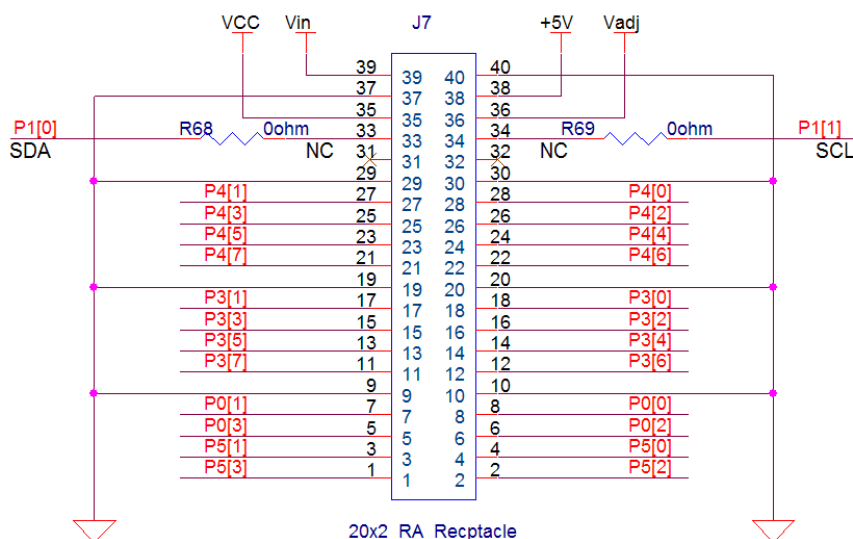 VCC Vin J7 +5V Vadj
39 39 40 40
37 37 38 38
35 35 36 36
P1[0] R68 0ohm 33 33 34 34 R69 0ohm P1[1]
SDA NC 31 31 32 32 NC SCL
29 29 30 30
P4[1] 27 27 28 28 P4[0]
P4[3] 25 25 26 26 P4[2]
P4[5] 23 23 24 24 P4[4]
P4[7] 21 21 22 22 P4[6]
19 19 20 20
P3[1] 17 17 18 18 P3[0]
P3[3] 15 15 16 16 P3[2]
P3[5] 13 13 14 14 P3[4]
P3[7] 11 11 12 12 P3[6]
9 9 10 10
P0[1] 7 7 8 8 P0[0]
P0[3] 5 5 6 6 P0[2]
P5[1] 3 3 4 4 P5[0]
P5[3] 1 1 2 2 P5[2]
20x2 RA Recptacle